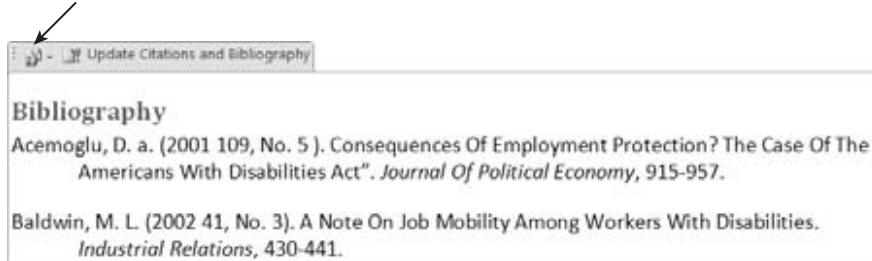 Update Citations and Bibliography
Bibliography
Acemoglu, D. a. (2001 109, No. 5 ). Consequences Of Employment Protection? The Case Of The
Americans With Disabilities Act”. Journal Of Political Economy, 915-957.
Baldwin, M. L. (2002 41, No. 3). A Note On Job Mobility Among Workers With Disabilities.
Industrial Relations, 430-441.